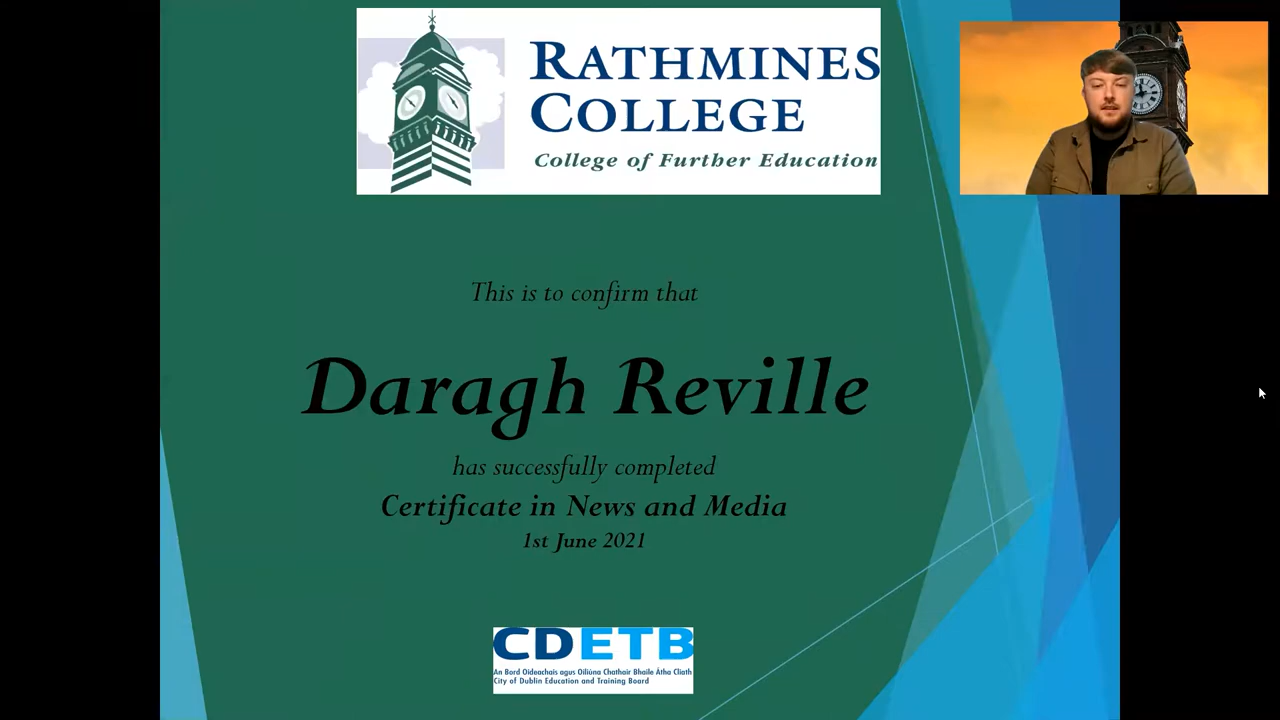 RATHMINES
COLLEGE
College of Further Education
This is to confirm that
Daragh Reville
has successfully completed
Certificate in News and Media
1st June 2021
CDETB
An Bord Oideachais agus Oiliúna Chathair Bhaile Átha Cliath
City of Dublin Education and Training Board